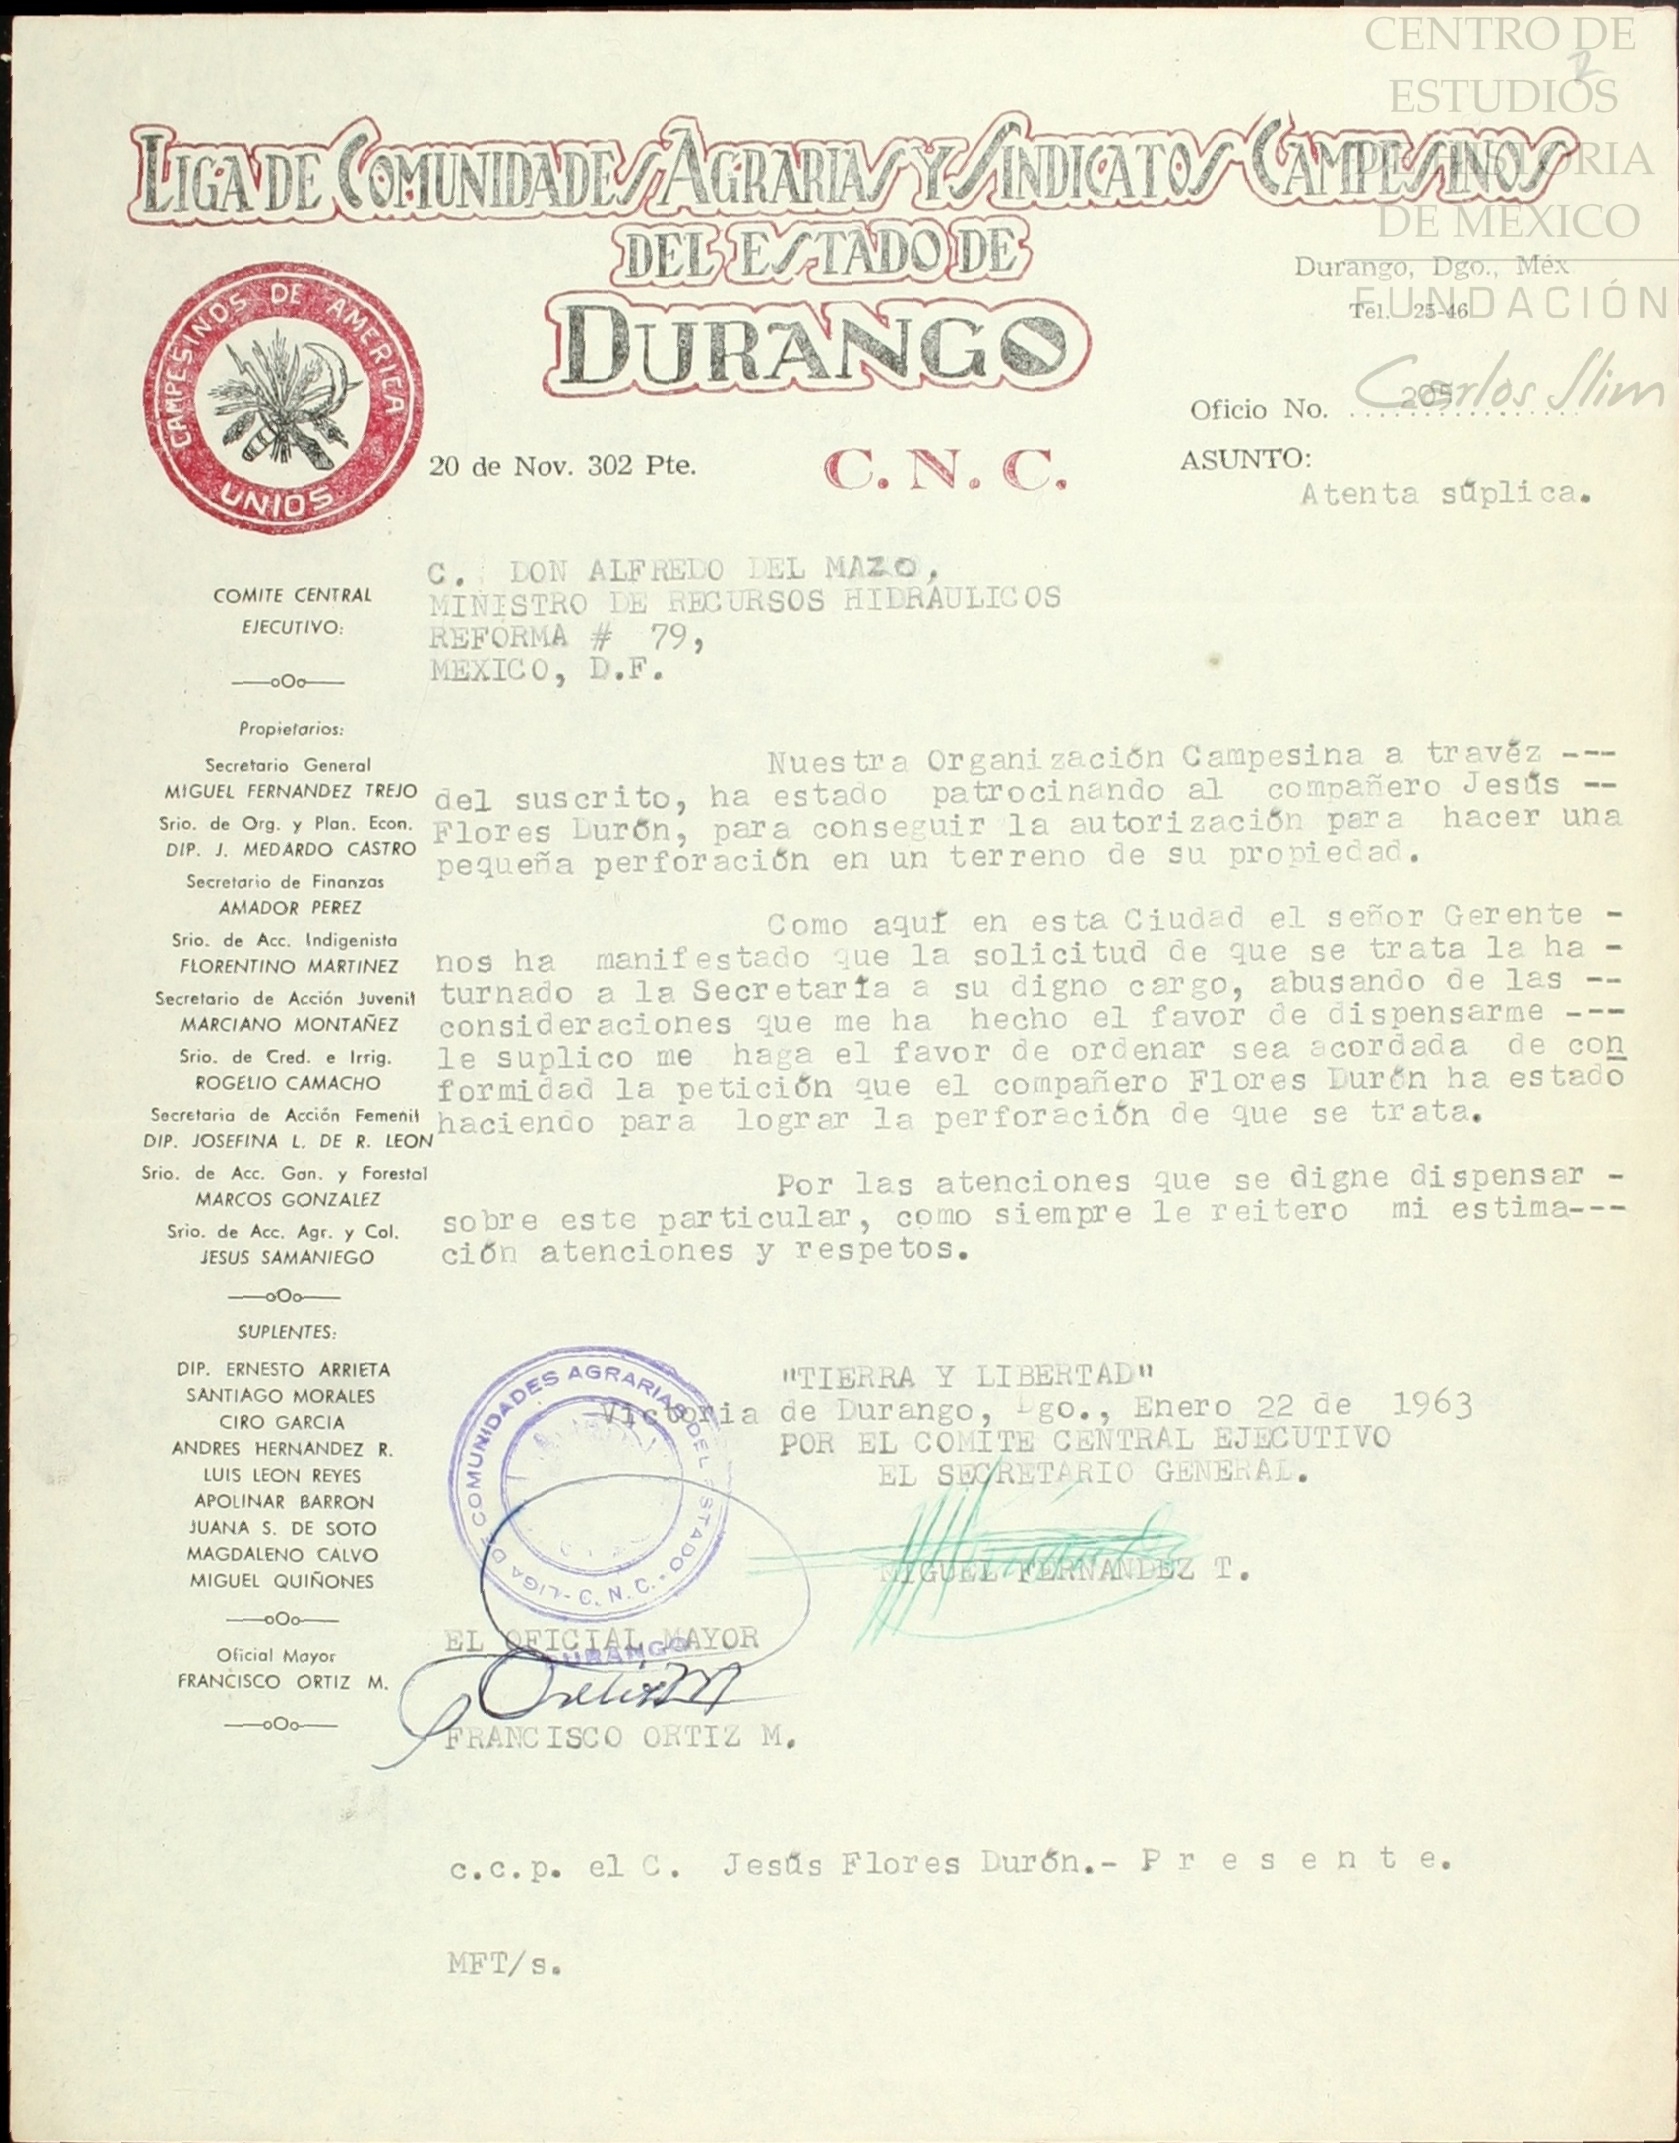 CENTRO DE
ESTUDIOS
DE HISTORIA
DE MEXICO
FUNDACIÓN
Carlos Slim
2
LIGA DE COMUNIDADES AGRARIAS Y SINDICATOS CAMPESINOS
DEL ESTADO DE
DURANGO
Durango, Dgo., Méx
Tel. 25-46
CAMPESINOS DE AMERICA
UNIOS
Oficio No. 205
20 de Nov. 302 Pte.
C. N. C.
ASUNTO:
Atenta súplica.
C. DON ALFREDO DEL MAZO,
MINISTRO DE RECURSOS HIDRAULICOS
REFORMA # 79,
MEXICO, D.F.
COMITE CENTRAL
EJECUTIVO:
—oOo—
Propietarios:
Secretario General
MIGUEL FERNANDEZ TREJO
Srio. de Org. y Plan. Econ.
DIP. J. MEDARDO CASTRO
Secretario de Finanzas
AMADOR PEREZ
Srio. de Acc. Indigenista
FLORENTINO MARTINEZ
Secretario de Acción Juvenil
MARCIANO MONTAÑEZ
Srio. de Cred. e Irrig.
ROGELIO CAMACHO
Secretaria de Acción Femenil
DIP. JOSEFINA L. DE R. LEON
Srio. de Acc. Gan. y Forestal
MARCOS GONZALEZ
Srio. de Acc. Agr. y Col.
JESUS SAMANIEGO
—oOo—
SUPLENTES:
DIP. ERNESTO ARRIETA
SANTIAGO MORALES
CIRO GARCIA
ANDRES HERNANDEZ R.
LUIS LEON REYES
APOLINAR BARRON
JUANA S. DE SOTO
MAGDALENO CALVO
MIGUEL QUIÑONES
—oOo—
Oficial Mayor
FRANCISCO ORTIZ M.
—oOo—
Nuestra Organización Campesina a travéz ---
del suscrito, ha estado patrocinando al compañero Jesús --
Flores Durón, para conseguir la autorización para hacer una
pequeña perforación en un terreno de su propiedad.
Como aquí en esta Ciudad el señor Gerente -
nos ha manifestado que la solicitud de que se trata la ha -
turnado a la Secretaría a su digno cargo, abusando de las --
consideraciones que me ha hecho el favor de dispensarme ---
le suplico me haga el favor de ordenar sea acordada de con
formidad la petición que el compañero Flores Durón ha estado
haciendo para lograr la perforación de que se trata.
Por las atenciones que se digne dispensar -
sobre este particular, como siempre le reitero mi estima---
ción atenciones y respetos.
"TIERRA Y LIBERTAD"
Victoria de Durango, Dgo., Enero 22 de 1963
POR EL COMITE CENTRAL EJECUTIVO
EL SECRETARIO GENERAL.
MIGUEL FERNANDEZ T.
LIGA DE COMUNIDADES AGRARIAS DEL ESTADO - C. N. C. -
DURANGO
EL OFICIAL MAYOR
Ortiz M
FRANCISCO ORTIZ M.
c.c.p. el C. Jesús Flores Durón.- P r e s e n t e.
MFT/s.